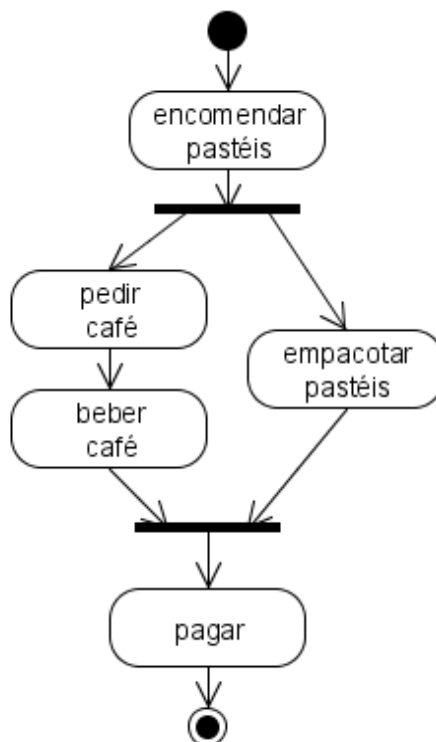 encomendar
pastéis
pedir
café
empacotar
pastéis
beber
café
pagar